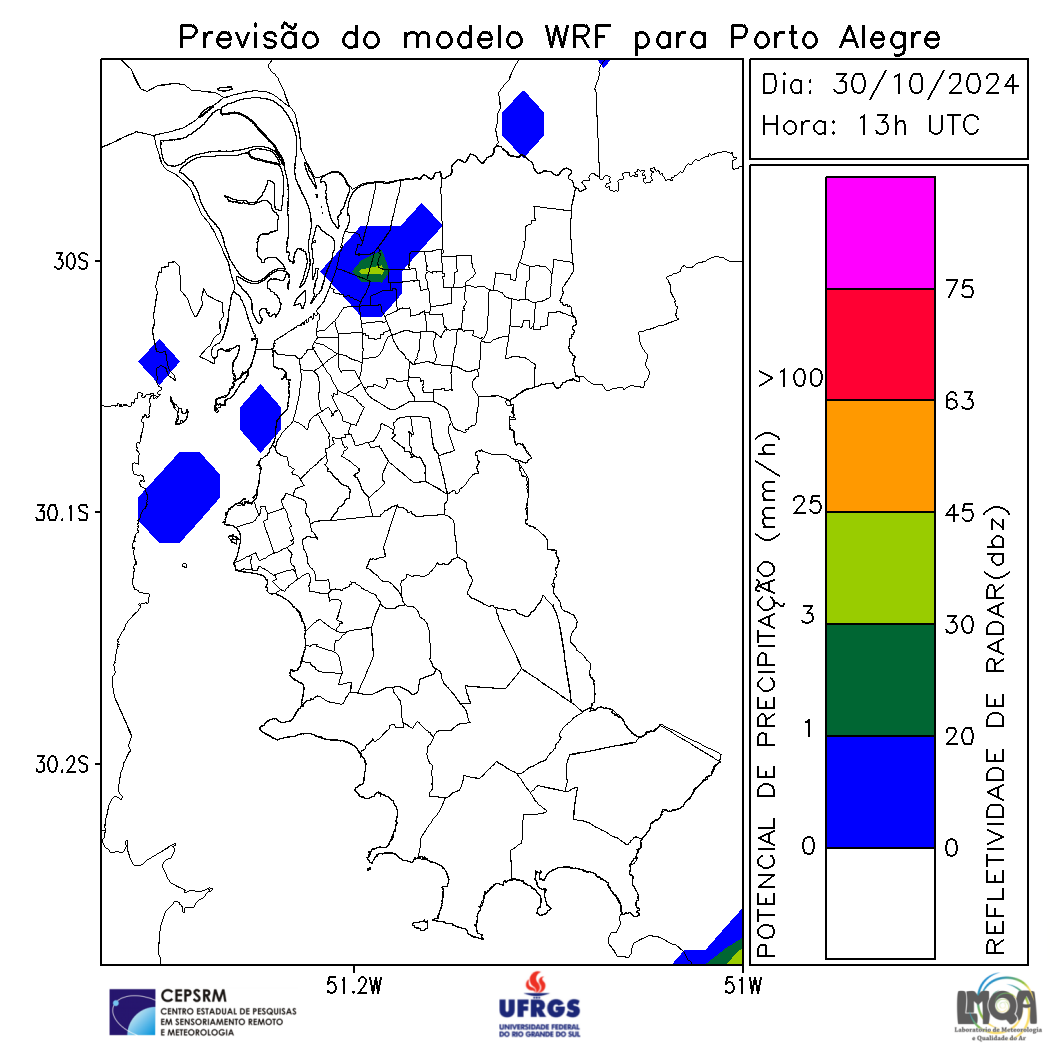 Previsão do modelo WRF para Porto Alegre
Dia: 30/10/2024
Hora: 13h UTC
30S
30.1S
30.2S
51.2W
51W
POTENCIAL DE PRECIPITAÇÃO (mm/h)
>100
25
3
1
0
75
63
45
30
20
0
REFLETIVIDADE DE RADAR(dbz)
CEPSRM
CENTRO ESTADUAL DE PESQUISAS
EM SENSORIAMENTO REMOTO
E METEOROLOGIA
UFRGS
UNIVERSIDADE FEDERAL
DO RIO GRANDE DO SUL
LMQA
Laboratório de Meteorologia
e Qualidade do Ar